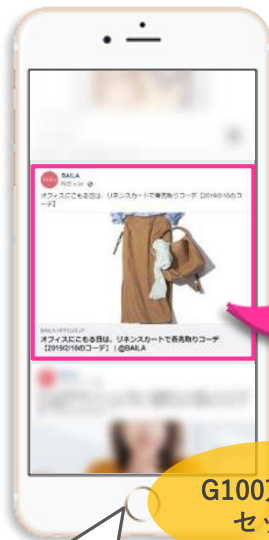 BAILA
オフィスにこもる日は、リネンスカートで春先取りコーデ【2019/2/18のコーデ】
BAILA.HPPLUS.JP
オフィスにこもる日は、リネンスカートで春先取りコーデ
【2019/2/18のコーデ】 | @BAILA
G100
セッ